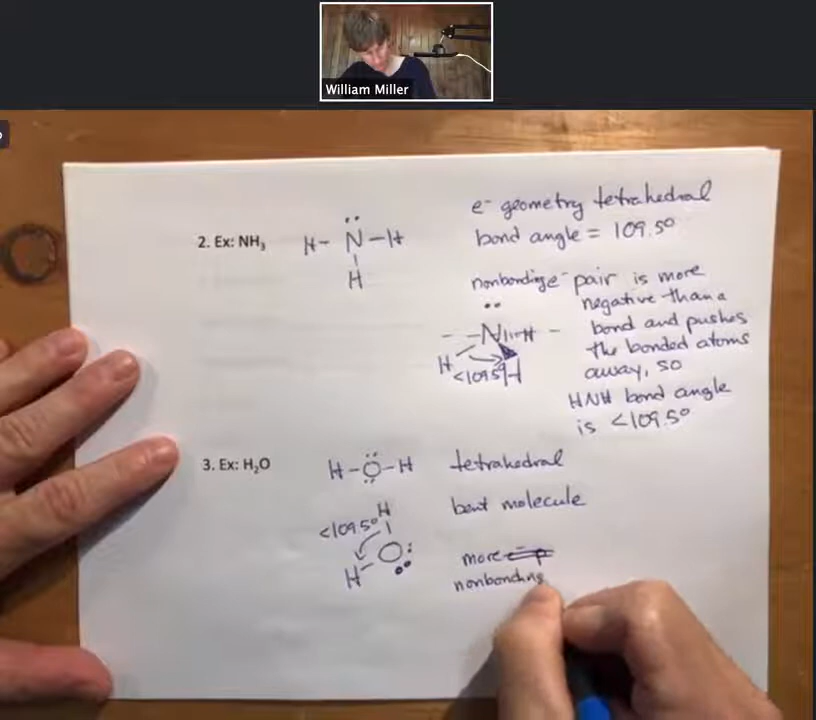 William Miller
2. Ex: NH₃
H - N̈ - H
H
e⁻ geometry tetrahedral
bond angle = 109.5°
nonbonding e⁻ pair is more
negative than a
bond and pushes
the bonded atoms
away, so
HNH bond angle
is <109.5°
N H
H <109.5° H
3. Ex: H₂O
H - O - H
tetrahedral
bent molecule
H
<109.5°
O
H
more
nonbonding